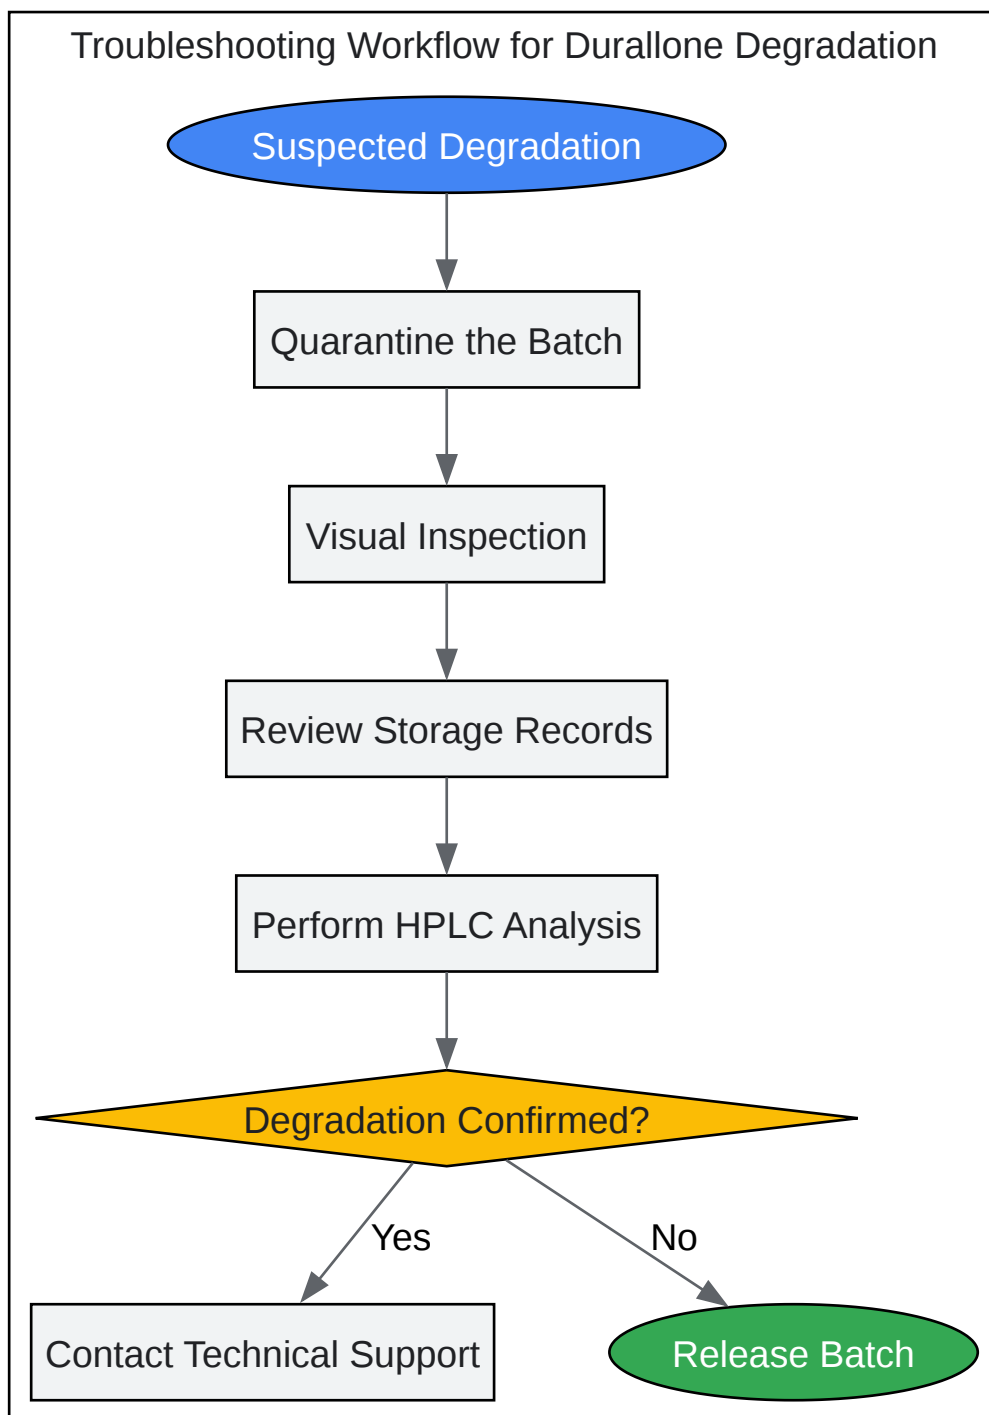 Troubleshooting Workflow for Durallone Degradation
Suspected Degradation
Quarantine the Batch
Visual Inspection
Review Storage Records
Perform HPLC Analysis
Degradation Confirmed?
Yes
No
Contact Technical Support
Release Batch